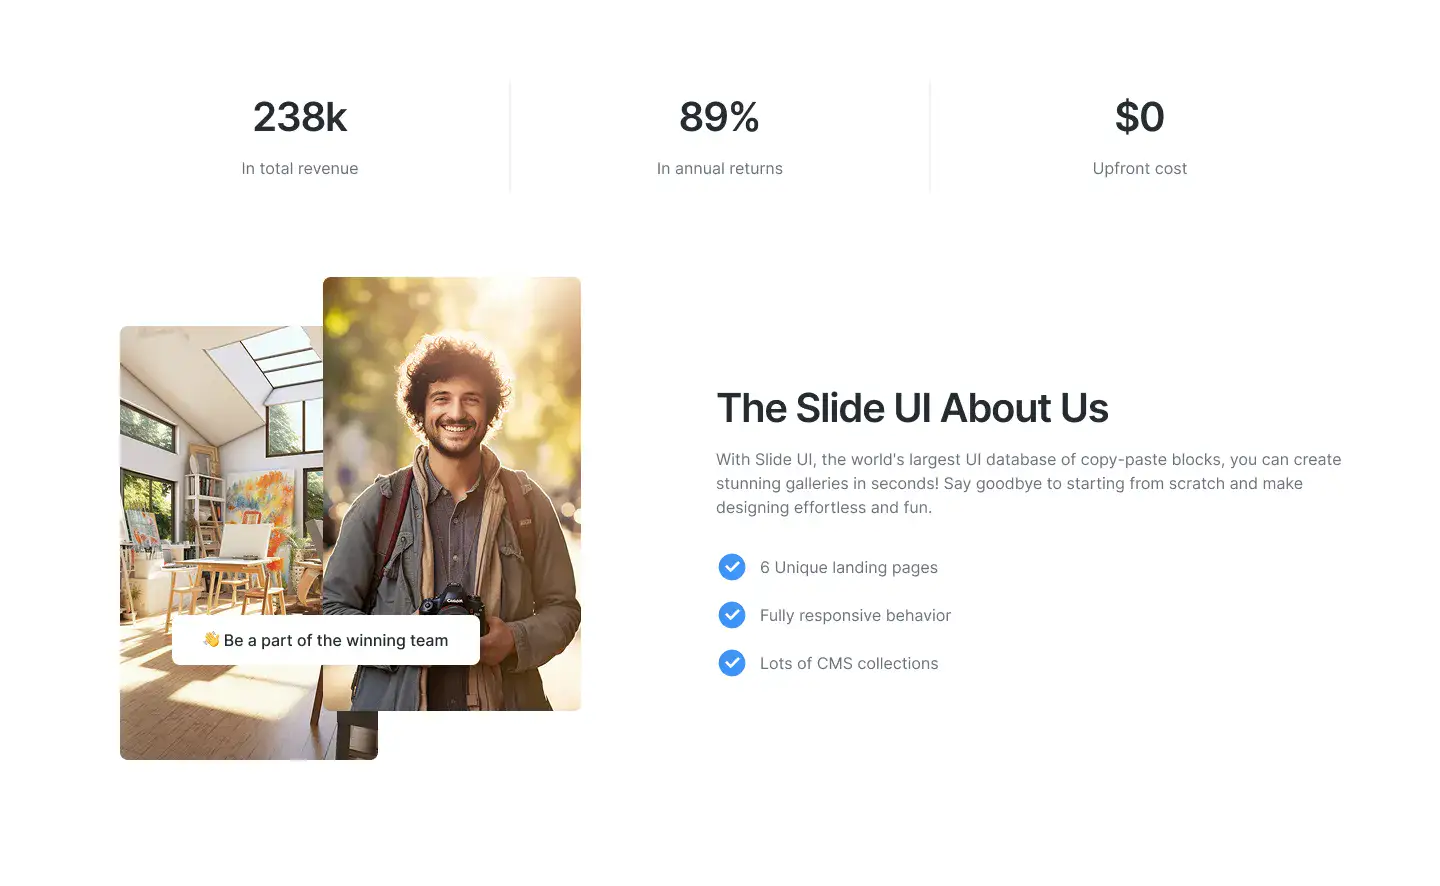 238k
In total revenue
89%
In annual returns
$0
Upfront cost
The Slide UI About Us
With Slide UI, the world's largest UI database of copy-paste blocks, you can create
stunning galleries in seconds! Say goodbye to starting from scratch and make
designing effortless and fun.
6 Unique landing pages
Fully responsive behavior
Lots of CMS collections
Canon
👋 Be a part of the winning team